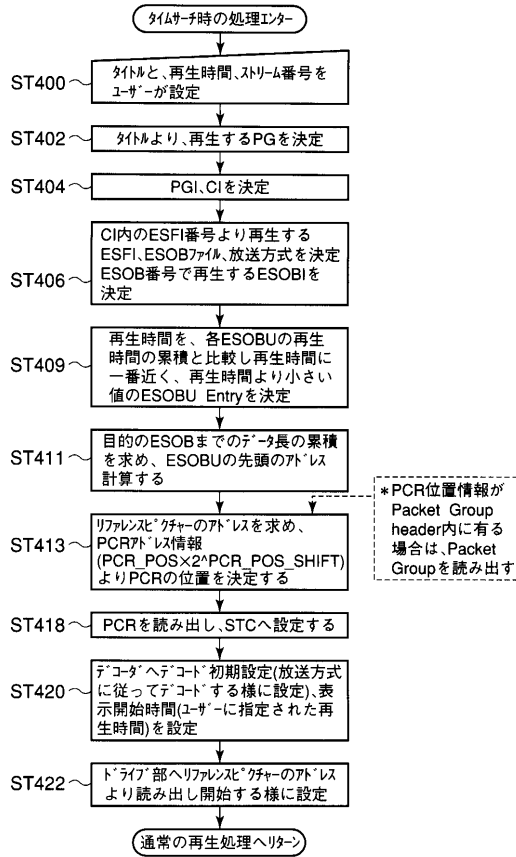 タイムサーチ時の処理エンター
ST400
タイトルと、再生時間、ストリーム番号を
ユーザーが設定
ST402
タイトルより、再生するPGを決定
ST404
PGI、CIを決定
ST406
CI内のESFI番号より再生する
ESFI、ESOBファイル、放送方式を決定
ESOB番号で再生するESOBIを
決定
ST409
再生時間を、各ESOBUの再生
時間の累積と比較し再生時間に
一番近く、再生時間より小さい
値のESOBU Entryを決定
ST411
目的のESOBまでのデータ長の累積
を求め、ESOBUの先頭のアドレス
計算する
ST413
リファレンスピクチャーのアドレスを求め、
PCRアドレス情報
(PCR_POS×2^PCR_POS_SHIFT)
よりPCRの位置を決定する
*PCR位置情報が
Packet Group
header内に有る
場合は、Packet
Groupを読み出す
ST418
PCRを読み出し、STCへ設定する
ST420
デコーダへデコード初期設定(放送方式
に従ってデコードする様に設定)、表
示開始時間(ユーザーに指定された再
生時間)を設定
ST422
ドライブ部へリファレンスピクチャーのアドレス
より読み出し開始する様に設定
通常の再生処理へリターン